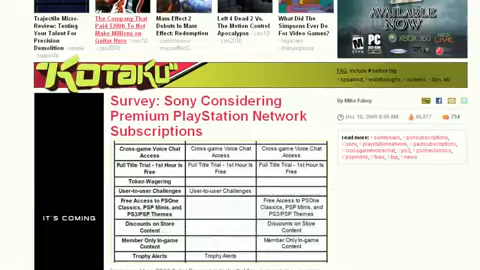 Trajectile Micro-
Review: Testing
Your Talent For
Precision
Demolition
The Company That
Paid $300K To Not
Make Millions on
Guitar Hero
Mass Effect 2
Debuts In Mass
Effect: Redemption
Left 4 Dead 2 Vs.
The Motion Control
Apocalypse
What Did The
Simpsons Ever Do
For Video Games?
AVAILABLE
NOW
PC
XBOX 360
KOTAKU
FAQ: Include # before tag:
Survey: Sony Considering
Premium PlayStation Network
Subscriptions
Cross-game Voice Chat Access Cross-game Voice Chat Access Cross-game Voice Chat Access
Full Title Trial - 1st Hour Is Free Full Title Trial - 1st Hour Is Free Full Title Trial - 1st Hour Is Free
Token Wagering
User-to-user Challenges User-to-user Challenges
Free Access to PSOne Classics, PSP Minis, and PS3/PSP Themes Free Access to PSOne Classics, PSP Minis, and PS3/PSP Themes
Discounts on Store Content Discounts on Store Content
Member Only In-game Content Member Only In-game Content
Trophy Alerts Trophy Alerts
IT'S COMING
read more: